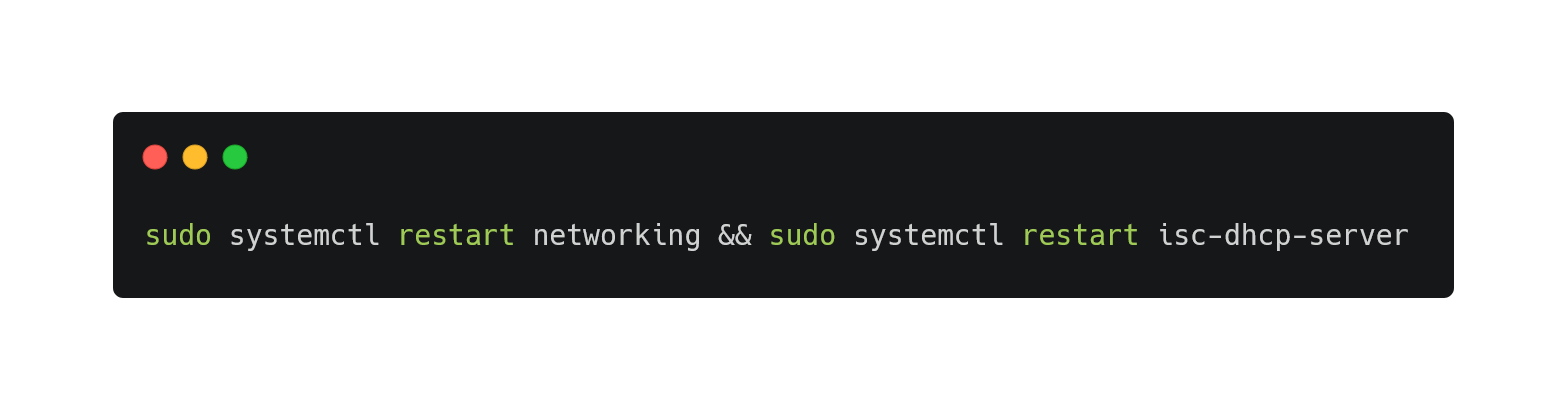 sudo systemctl restart networking && sudo systemctl restart isc-dhcp-server